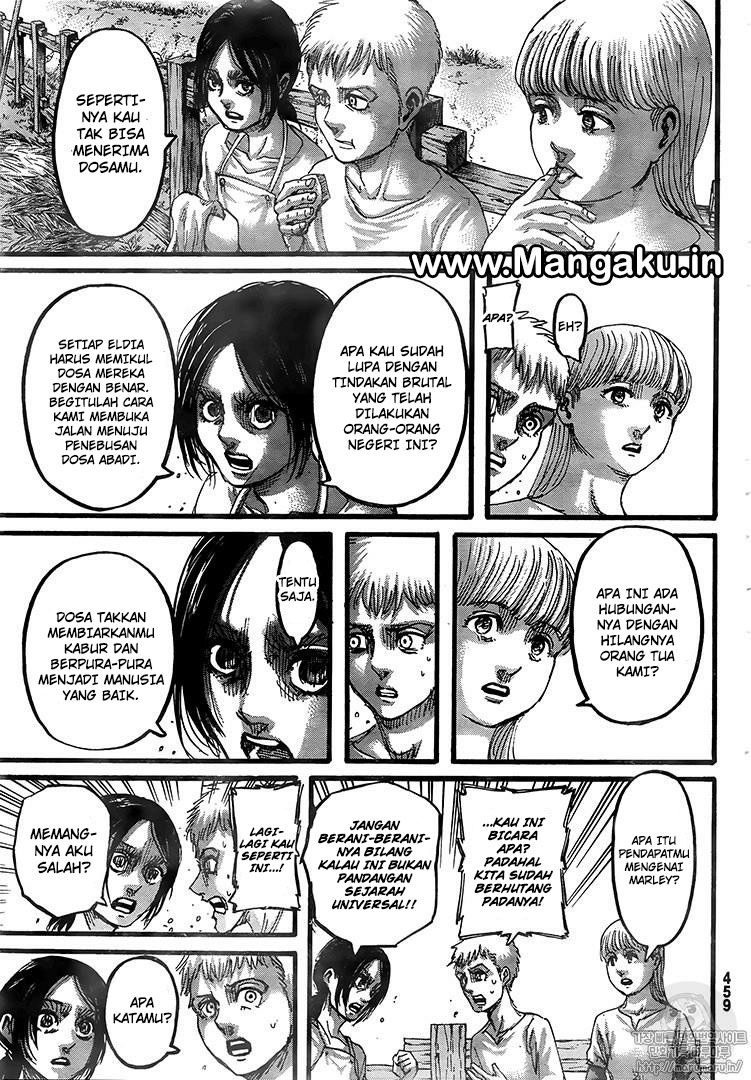 SEPERTI-
NYA KAU
TAK BISA
MENERIMA
DOSAMU.
www.Mangaku.in
EH?
APA?
APA KAU SUDAH
LUPA DENGAN
TINDAKAN BRUTAL
YANG TELAH
DILAKUKAN
ORANG-ORANG
NEGERI INI?
SETIAP ELDIA
HARUS MEMIKUL
DOSA MEREKA
DENGAN BENAR.
BEGITULAH CARA
KAMI MEMBUKA
JALAN MENUJU
PENEBUSAN
DOSA ABADI.
APA INI ADA
HUBUNGAN-
NYA DENGAN
HILANGNYA
ORANG TUA
KAMI?
TENTU
SAJA.
DOSA TAKKAN
MEMBIARKANMU
KABUR DAN
BERPURA-PURA
MENJADI MANUSIA
YANG BAIK.
APA ITU
PENDAPATMU
MENGENAI
MARLEY?
...KAU INI
BICARA
APA?
PADAHAL
KITA SUDAH
BERHUTANG
PADANYA!
JANGAN
BERANI-BERANI-
NYA BILANG
KALAU INI BUKAN
PANDANGAN
SEJARAH
UNIVERSAL!!
LAGI-
LAGI KAU
SEPERTI
INI...!
MEMANG-
NYA AKU
SALAH?
APA
KATAMU?
459
http://marumaru.in/